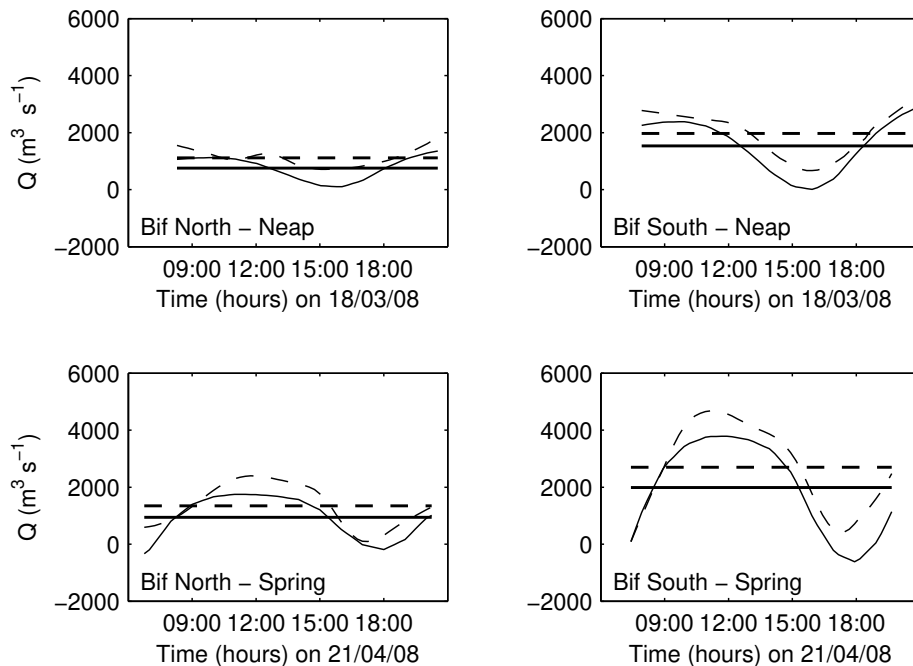 6000
4000
2000
0
−2000
Q (m³ s⁻¹)
Bif North − Neap
09:00 12:00 15:00 18:00
Time (hours) on 18/03/08
6000
4000
2000
0
−2000
Bif South − Neap
09:00 12:00 15:00 18:00
Time (hours) on 18/03/08
6000
4000
2000
0
−2000
Q (m³ s⁻¹)
Bif North − Spring
09:00 12:00 15:00 18:00
Time (hours) on 21/04/08
6000
4000
2000
0
−2000
Bif South − Spring
09:00 12:00 15:00 18:00
Time (hours) on 21/04/08